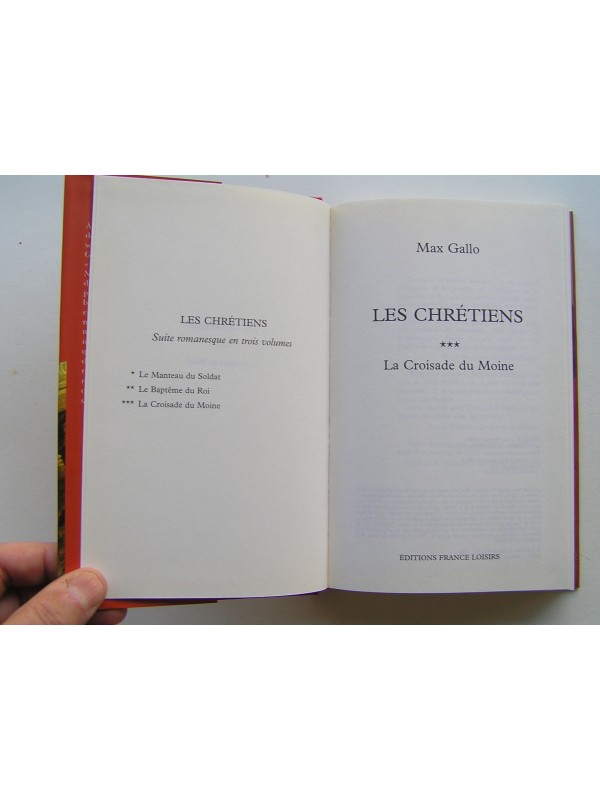 LES CHRÉTIENS
Suite romanesque en trois volumes
* Le Manteau du Soldat
** Le Baptême du Roi
*** La Croisade du Moine
Max Gallo
LES CHRÉTIENS
***
La Croisade du Moine
ÉDITIONS FRANCE LOISIRS